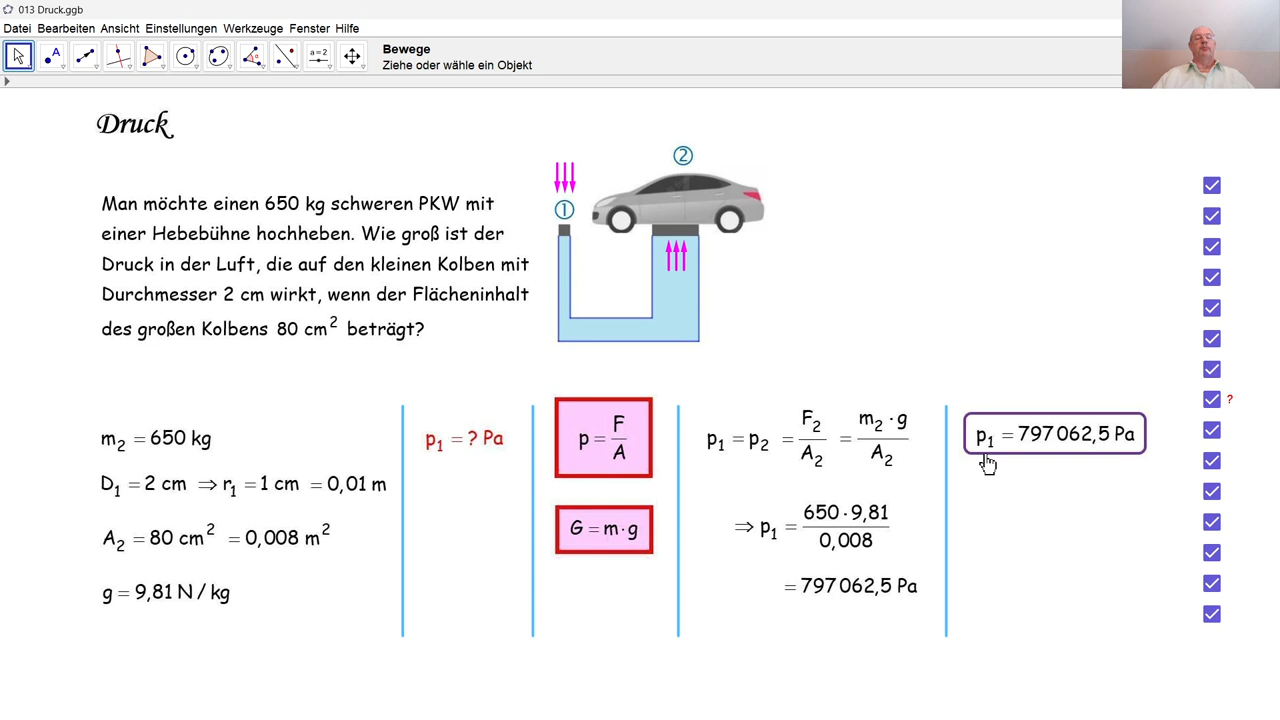 013 Druck.ggb
Datei Bearbeiten Ansicht Einstellungen Werkzeuge Fenster Hilfe
A
a=2
Bewege
Ziehe oder wähle ein Objekt
Druck
Man möchte einen 650 kg schweren PKW mit
einer Hebebühne hochheben. Wie groß ist der
Druck in der Luft, die auf den kleinen Kolben mit
Durchmesser 2 cm wirkt, wenn der Flächeninhalt
des großen Kolbens 80 cm² beträgt?
①
②
?
m₂ = 650 kg
D₁ = 2 cm ⇒ r₁ = 1 cm = 0,01 m
A₂ = 80 cm² = 0,008 m²
g = 9,81 N / kg
p₁ = ? Pa
p = F/A
G = m·g
p₁ = p₂ = F₂/A₂ = m₂·g/A₂
⇒ p₁ = 650·9,81/0,008
= 797 062,5 Pa
p₁ = 797 062,5 Pa